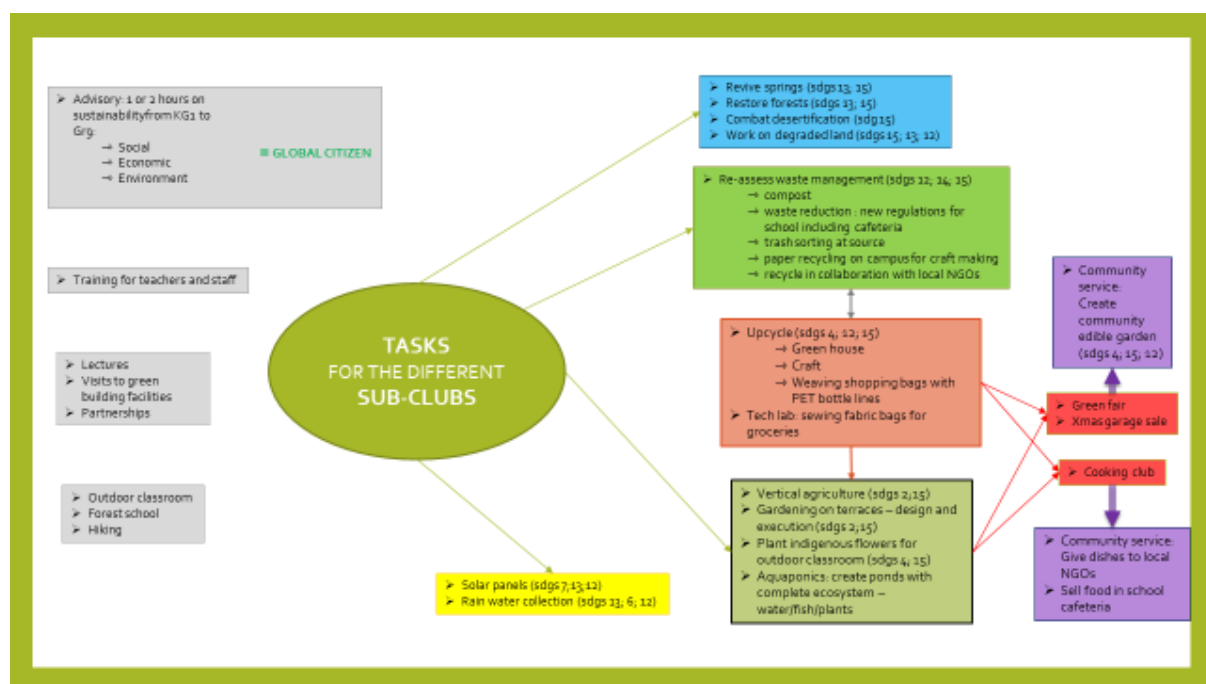 ➢ Advisory: 1 or 2 hours on
sustainabilityfrom KG1 to
Gr9:
→ Social
→ Economic
→ Environment
= GLOBAL CITIZEN
➢ Training for teachers and staff
➢ Lectures
➢ Visits to green
building facilities
➢ Partnerships
➢ Outdoor classroom
➢ Forest school
➢ Hiking
TASKS
FOR THE DIFFERENT
SUB-CLUBS
➢ Revive springs (sdgs 13; 15)
➢ Restore forests (sdgs 13; 15)
➢ Combat desertification (sdg 15)
➢ Work on degraded land (sdgs 15; 13; 12)
➢ Re-assess waste management (sdgs 12; 14; 15)
→ compost
→ waste reduction : new regulations for
school including cafeteria
→ trash sorting at source
→ paper recycling on campus for craft making
→ recycle in collaboration with local NGOs
➢ Upcycle (sdgs 4; 12; 15)
→ Green house
→ Craft
→ Weaving shopping bags with
PET bottle lines
➢ Tech lab: sewing fabric bags for
groceries
➢ Vertical agriculture (sdgs 2;15)
➢ Gardening on terraces – design and
execution (sdgs 2;15)
➢ Plant indigenous flowers for
outdoor classroom (sdgs 4; 15)
➢ Aquaponics: create ponds with
complete ecosystem –
water/fish/plants
➢ Solar panels (sdgs 7;13;12)
➢ Rain water collection (sdgs 13; 6; 12)
➢ Community
service:
Create
community
edible garden
(sdgs 4; 15; 12)
➢ Green fair
➢ Xmas garage sale
➢ Cooking club
➢ Community service:
Give dishes to local
NGOs
➢ Sell food in school
cafeteria